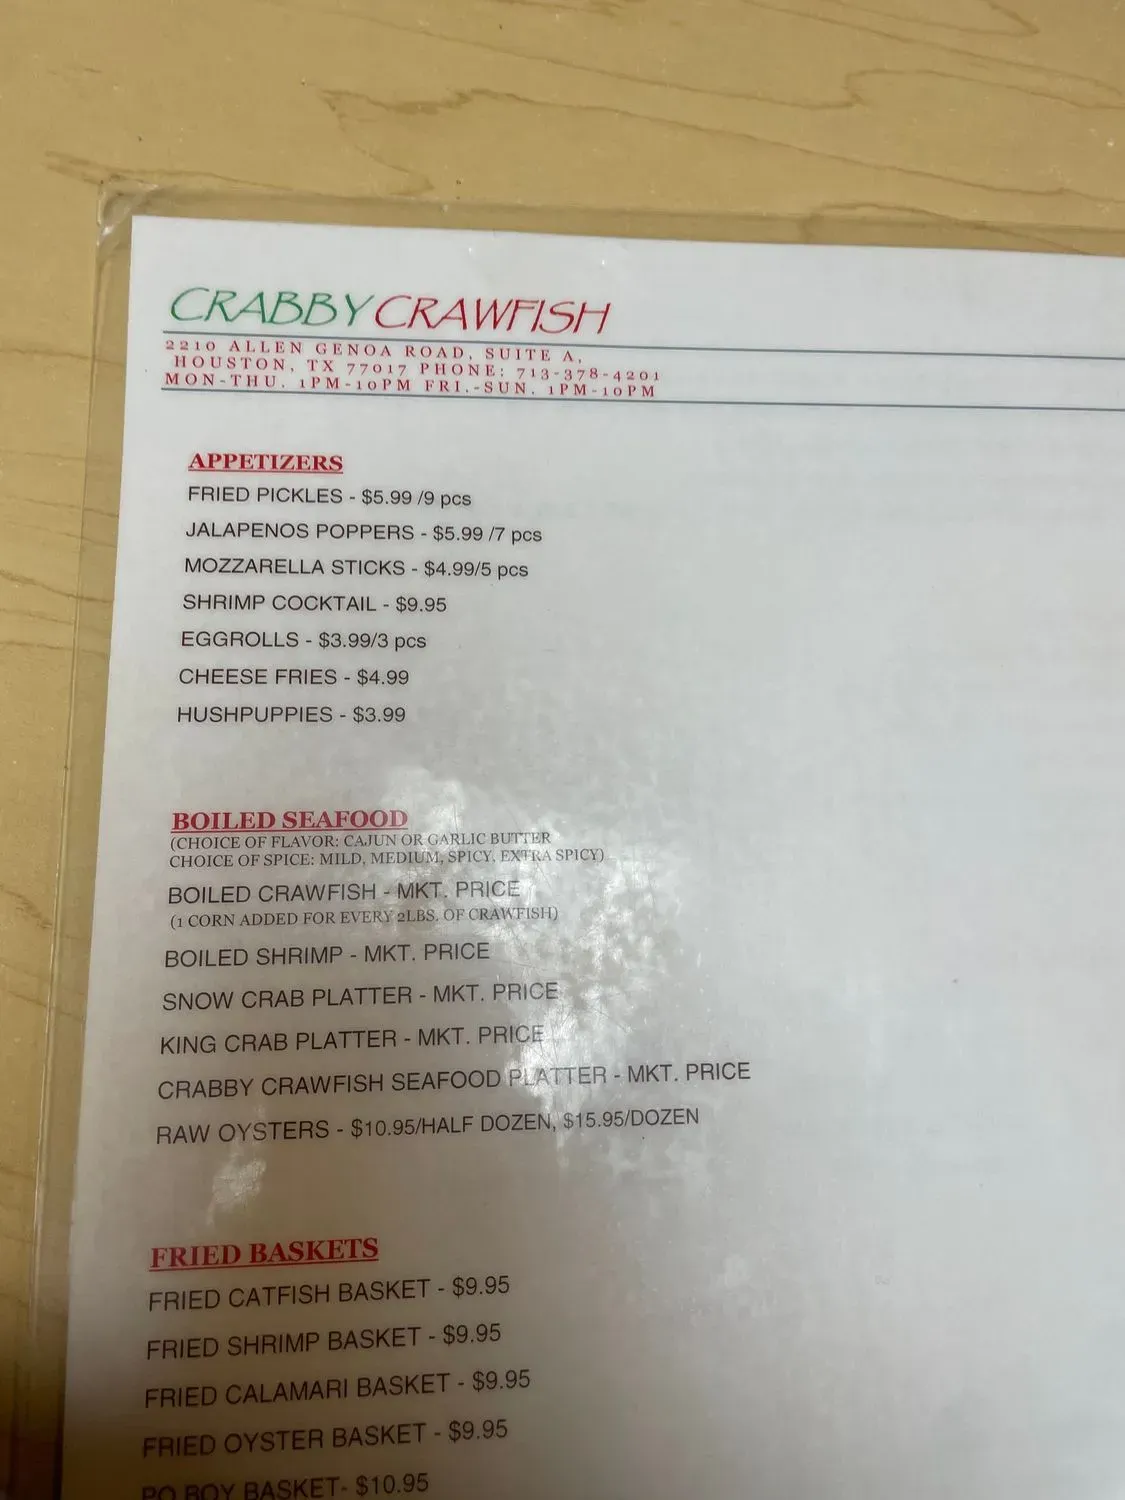 CRABBY CRAWFISH
2210 ALLEN GENOA ROAD, SUITE A,
HOUSTON, TX 77017 PHONE: 713-378-4201
MON-THU. 1PM-10PM FRI.-SUN. 1PM-10PM
APPETIZERS
FRIED PICKLES - $5.99 /9 pcs
JALAPENOS POPPERS - $5.99 /7 pcs
MOZZARELLA STICKS - $4.99/5 pcs
SHRIMP COCKTAIL - $9.95
EGGROLLS - $3.99/3 pcs
CHEESE FRIES - $4.99
HUSHPUPPIES - $3.99
BOILED SEAFOOD
(CHOICE OF FLAVOR: CAJUN OR GARLIC BUTTER
CHOICE OF SPICE: MILD, MEDIUM, SPICY, EXTRA SPICY)
BOILED CRAWFISH - MKT. PRICE
(1 CORN ADDED FOR EVERY 2LBS. OF CRAWFISH)
BOILED SHRIMP - MKT. PRICE
SNOW CRAB PLATTER - MKT. PRICE
KING CRAB PLATTER - MKT. PRICE
CRABBY CRAWFISH SEAFOOD PLATTER - MKT. PRICE
RAW OYSTERS - $10.95/HALF DOZEN, $15.95/DOZEN
FRIED BASKETS
FRIED CATFISH BASKET - $9.95
FRIED SHRIMP BASKET - $9.95
FRIED CALAMARI BASKET - $9.95
FRIED OYSTER BASKET - $9.95
PO BOY BASKET- $10.95